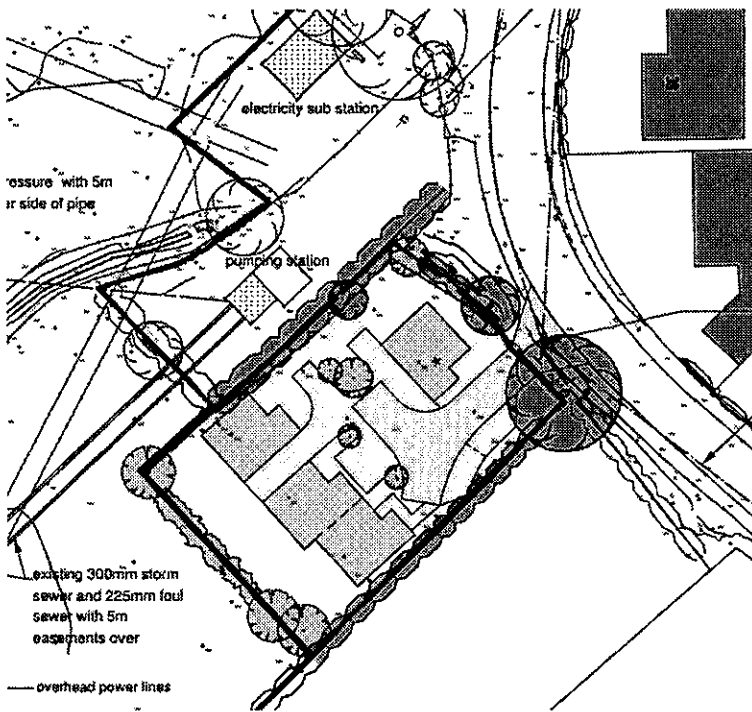 electricity sub station
ressure with 5m
er side of pipe
pumping station
existing 300mm storm
sewer and 225mm foul
sewer with 5m
easements over
overhead power lines